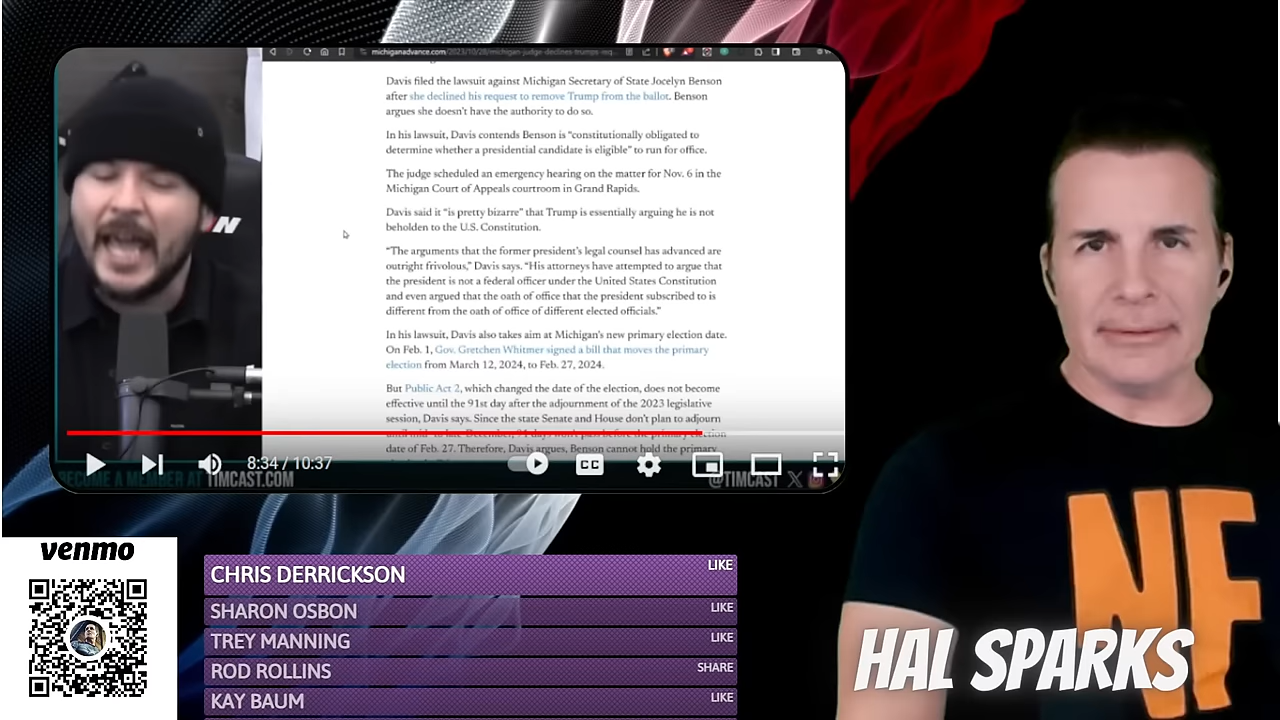 michiganadvance.com/2023/10/28/michigan-judge-declines-trumps-req...
Davis filed the lawsuit against Michigan Secretary of State Jocelyn Benson
after she declined his request to remove Trump from the ballot. Benson
argues she doesn't have the authority to do so.
In his lawsuit, Davis contends Benson is “constitutionally obligated to
determine whether a presidential candidate is eligible” to run for office.
The judge scheduled an emergency hearing on the matter for Nov. 6 in the
Michigan Court of Appeals courtroom in Grand Rapids.
Davis said it “is pretty bizarre” that Trump is essentially arguing he is not
beholden to the U.S. Constitution.
“The arguments that the former president's legal counsel has advanced are
outright frivolous,” Davis says. “His attorneys have attempted to argue that
the president is not a federal officer under the United States Constitution
and even argued that the oath of office that the president subscribed to is
different from the oath of office of different elected officials.”
In his lawsuit, Davis also takes aim at Michigan's new primary election date.
On Feb. 1, Gov. Gretchen Whitmer signed a bill that moves the primary
election from March 12, 2024, to Feb. 27, 2024.
But Public Act 2, which changed the date of the election, does not become
effective until the 91st day after the adjournment of the 2023 legislative
session, Davis says. Since the state Senate and House don't plan to adjourn
date of Feb. 27. Therefore, Davis argues, Benson cannot hold the primary
8:34 / 10:37
CC
BECOME A MEMBER AT TIMCAST.COM
@TIMCAST X
venmo
CHRIS DERRICKSON LIKE
SHARON OSBON LIKE
TREY MANNING LIKE
ROD ROLLINS SHARE
KAY BAUM LIKE
NF
HAL SPARKS